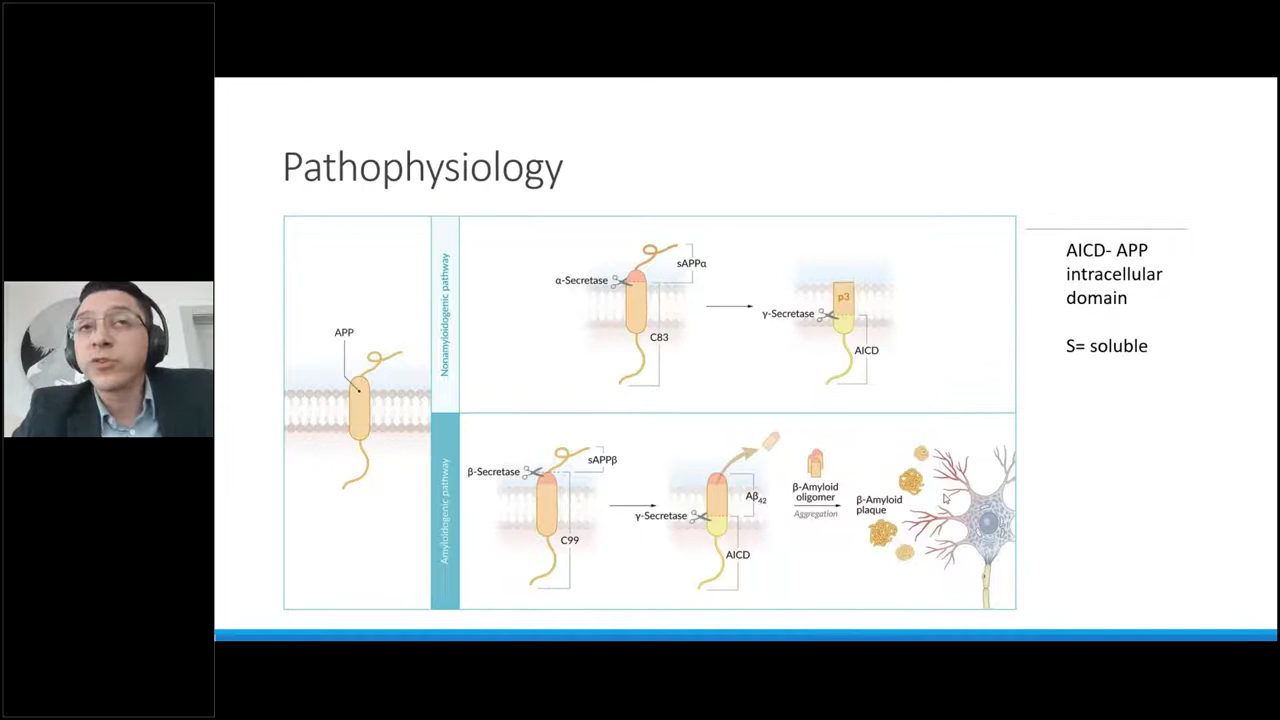 Pathophysiology
APP
Nonamyloidogenic pathway
α-Secretase
sAPPα
C83
γ-Secretase
p3
AICD
Amyloidogenic pathway
β-Secretase
sAPPβ
C99
γ-Secretase
Aβ42
AICD
β-Amyloid
oligomer
Aggregation
β-Amyloid
plaque
AICD- APP
intracellular
domain
S= soluble